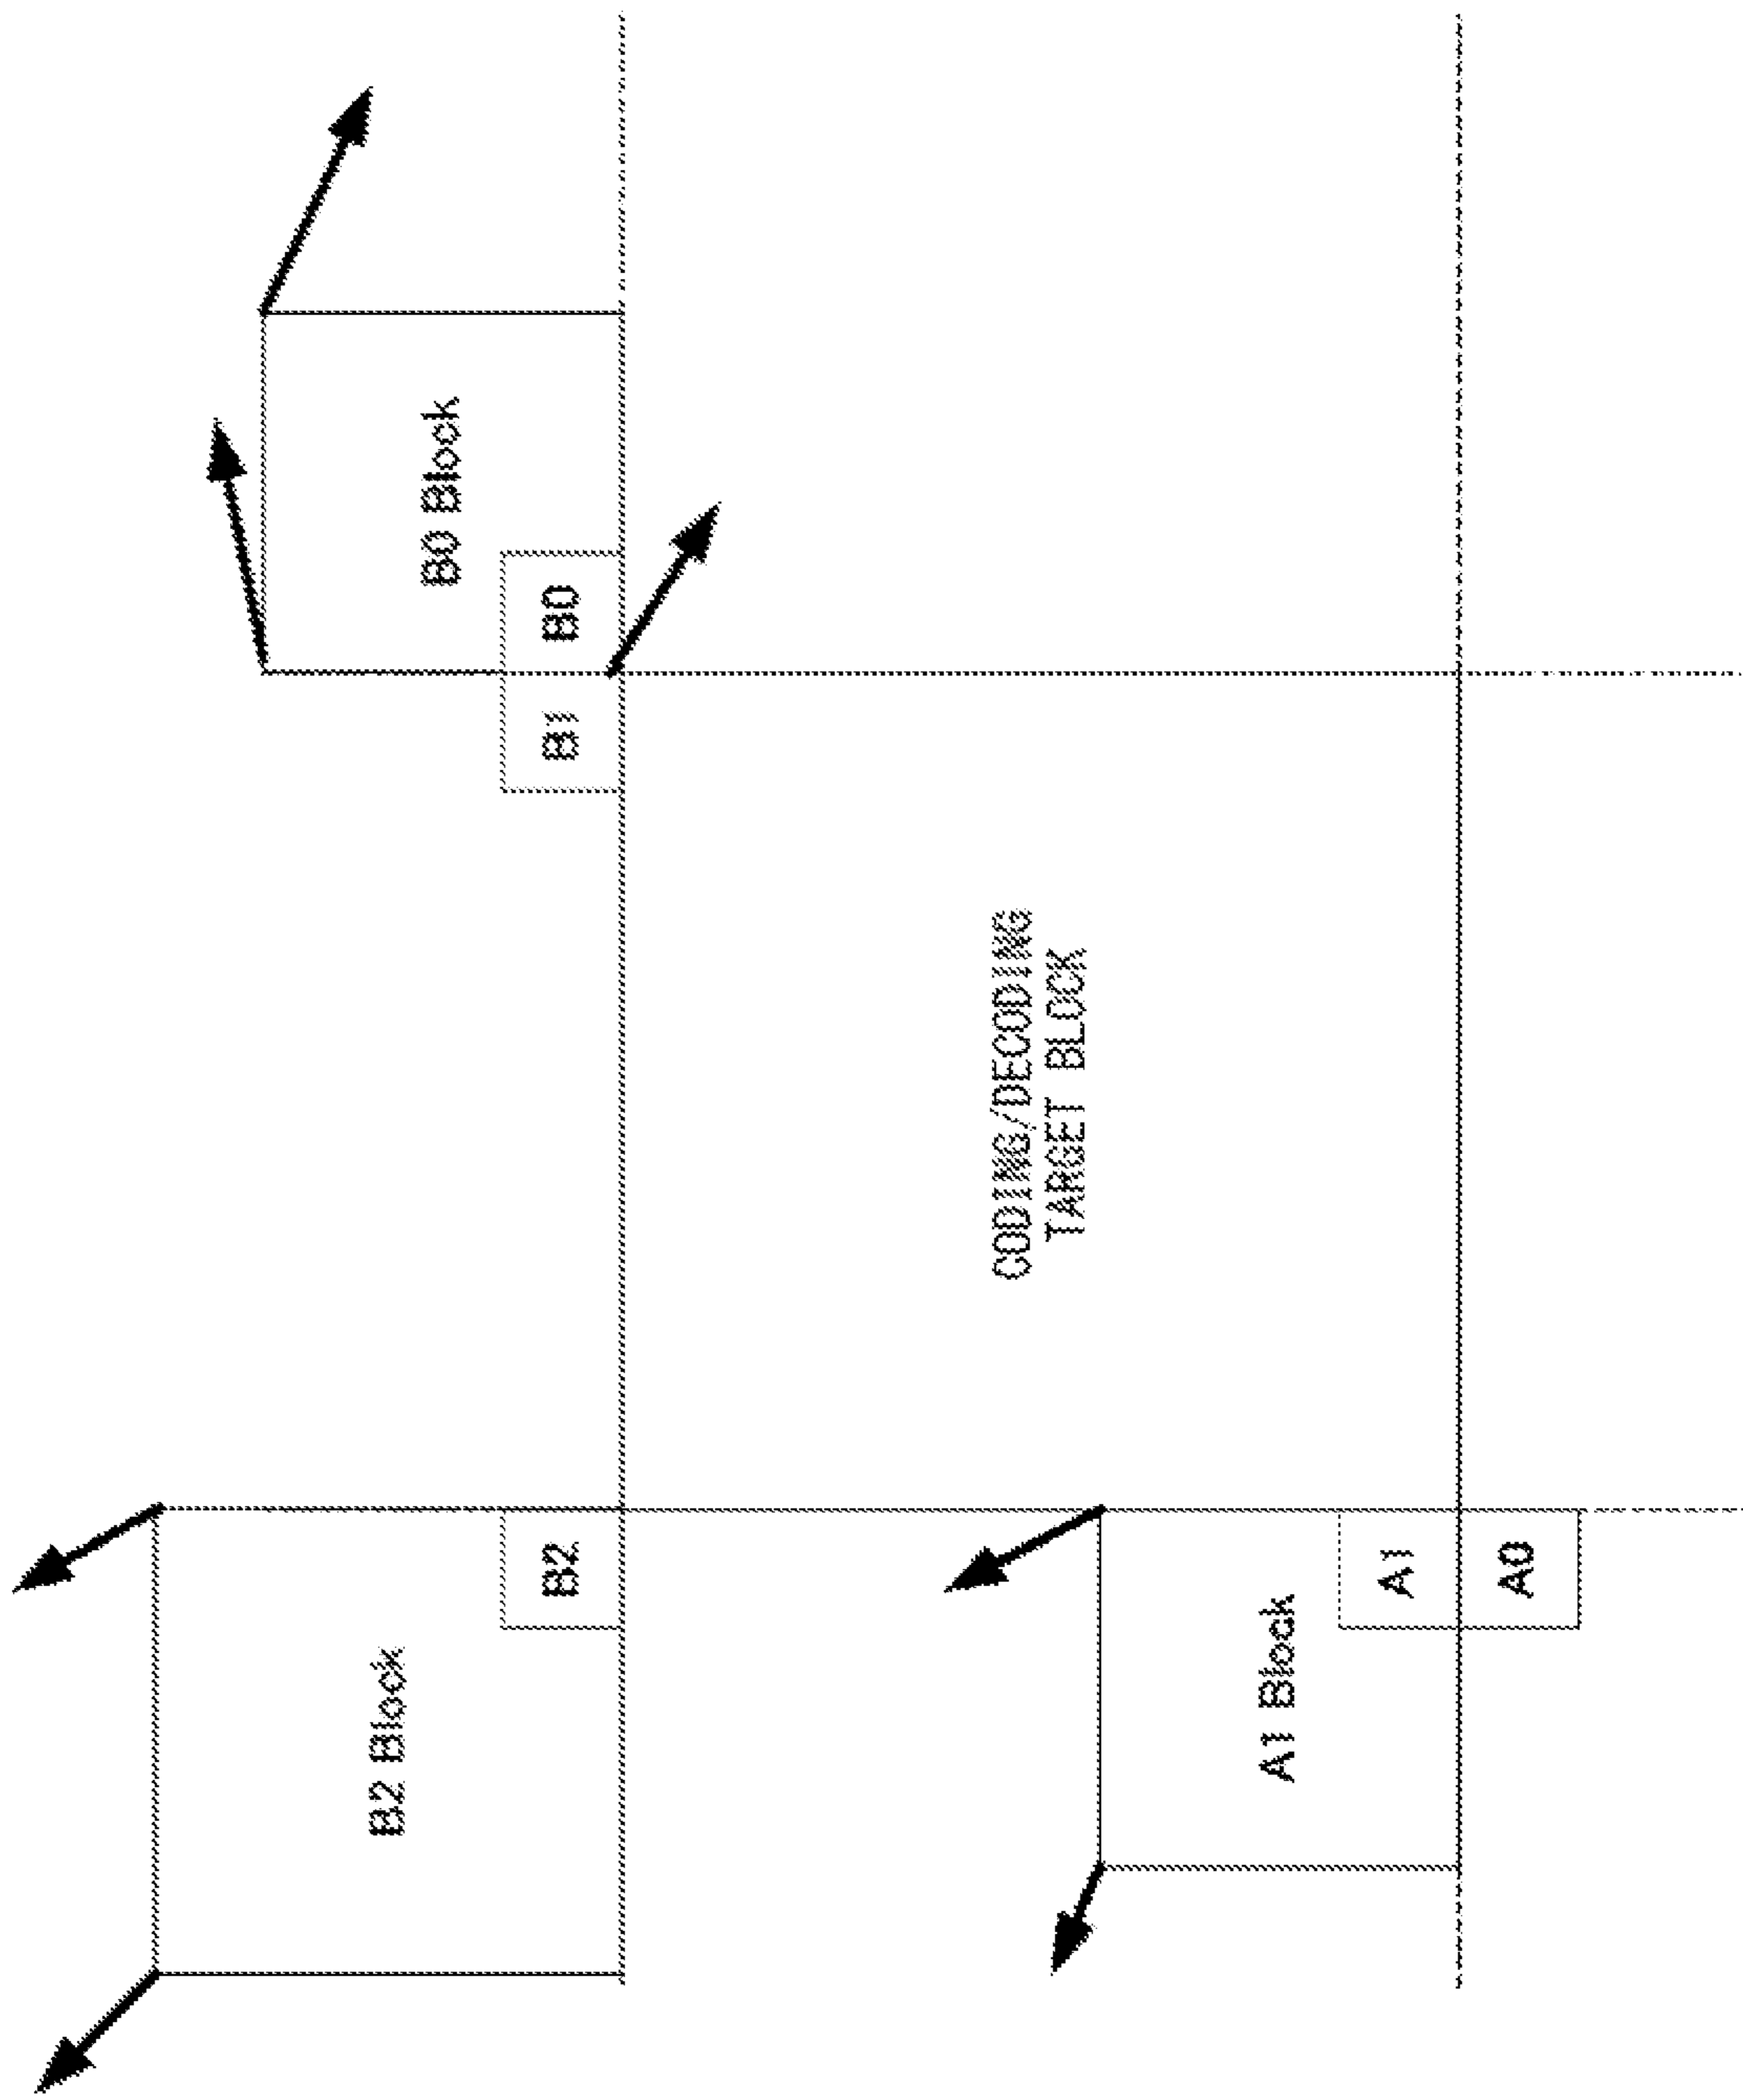 B2 Block
B2
B1
B0
B0 Block
CODING/DECODING
TARGET BLOCK
A1 Block
A1
A0